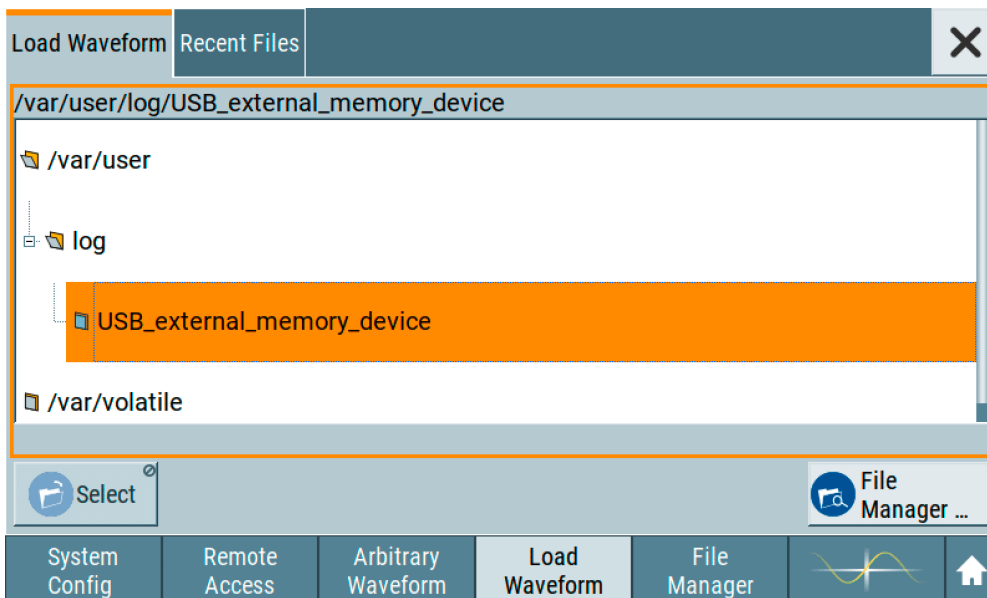 Load Waveform Recent Files
/var/user/log/USB_external_memory_device
/var/user
log
USB_external_memory_device
/var/volatile
Select
File
Manager ...
System
Config
Remote
Access
Arbitrary
Waveform
Load
Waveform
File
Manager